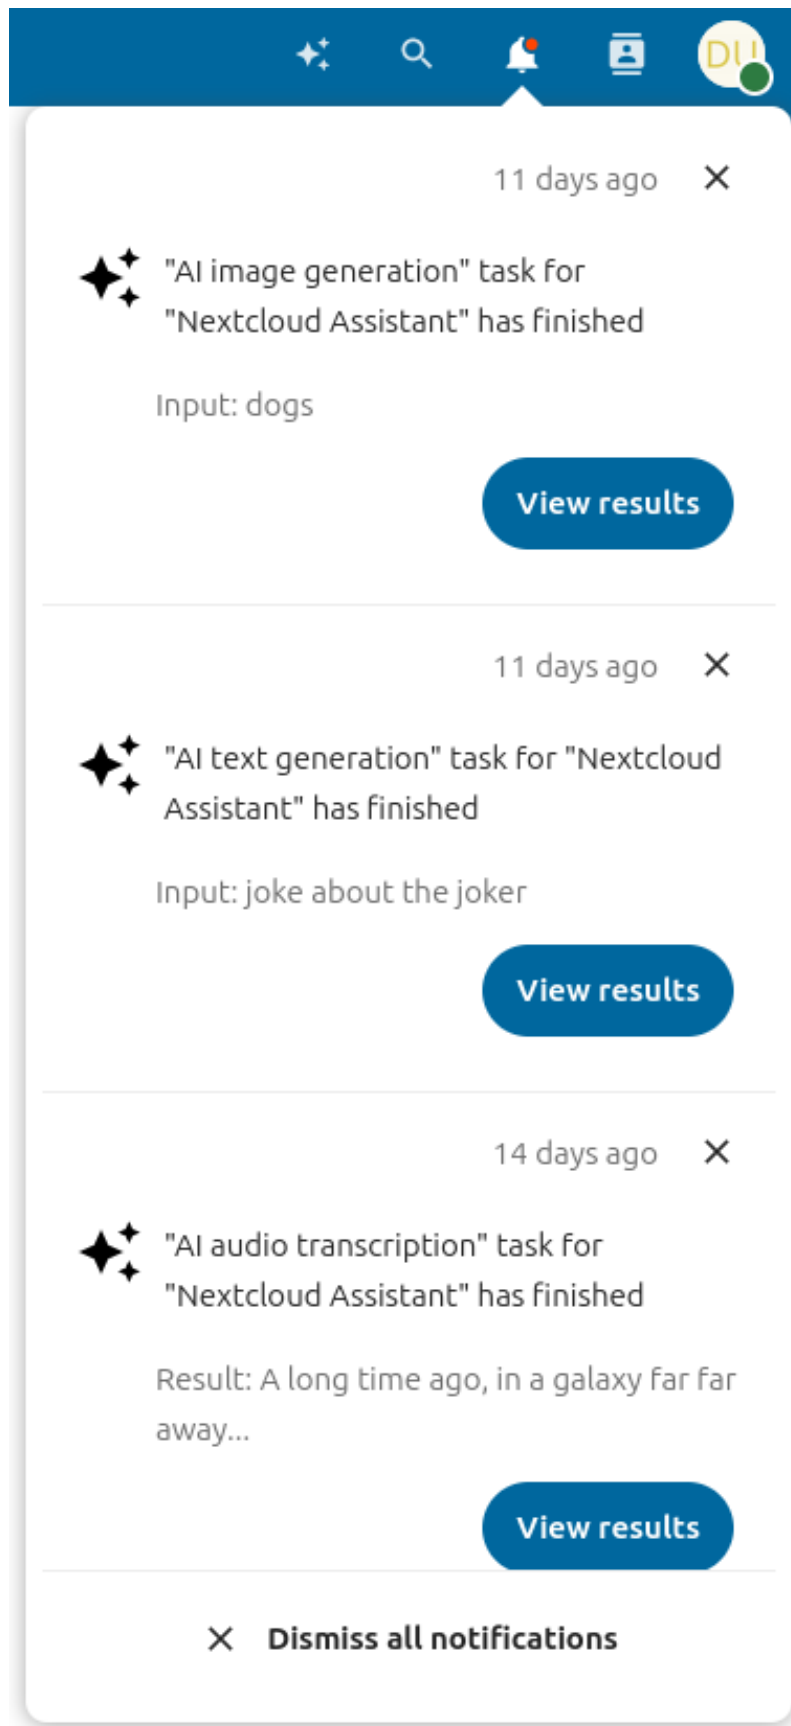 DU
11 days ago
"AI image generation" task for
"Nextcloud Assistant" has finished
Input: dogs
View results
11 days ago
"AI text generation" task for "Nextcloud
Assistant" has finished
Input: joke about the joker
View results
14 days ago
"AI audio transcription" task for
"Nextcloud Assistant" has finished
Result: A long time ago, in a galaxy far far
away...
View results
Dismiss all notifications